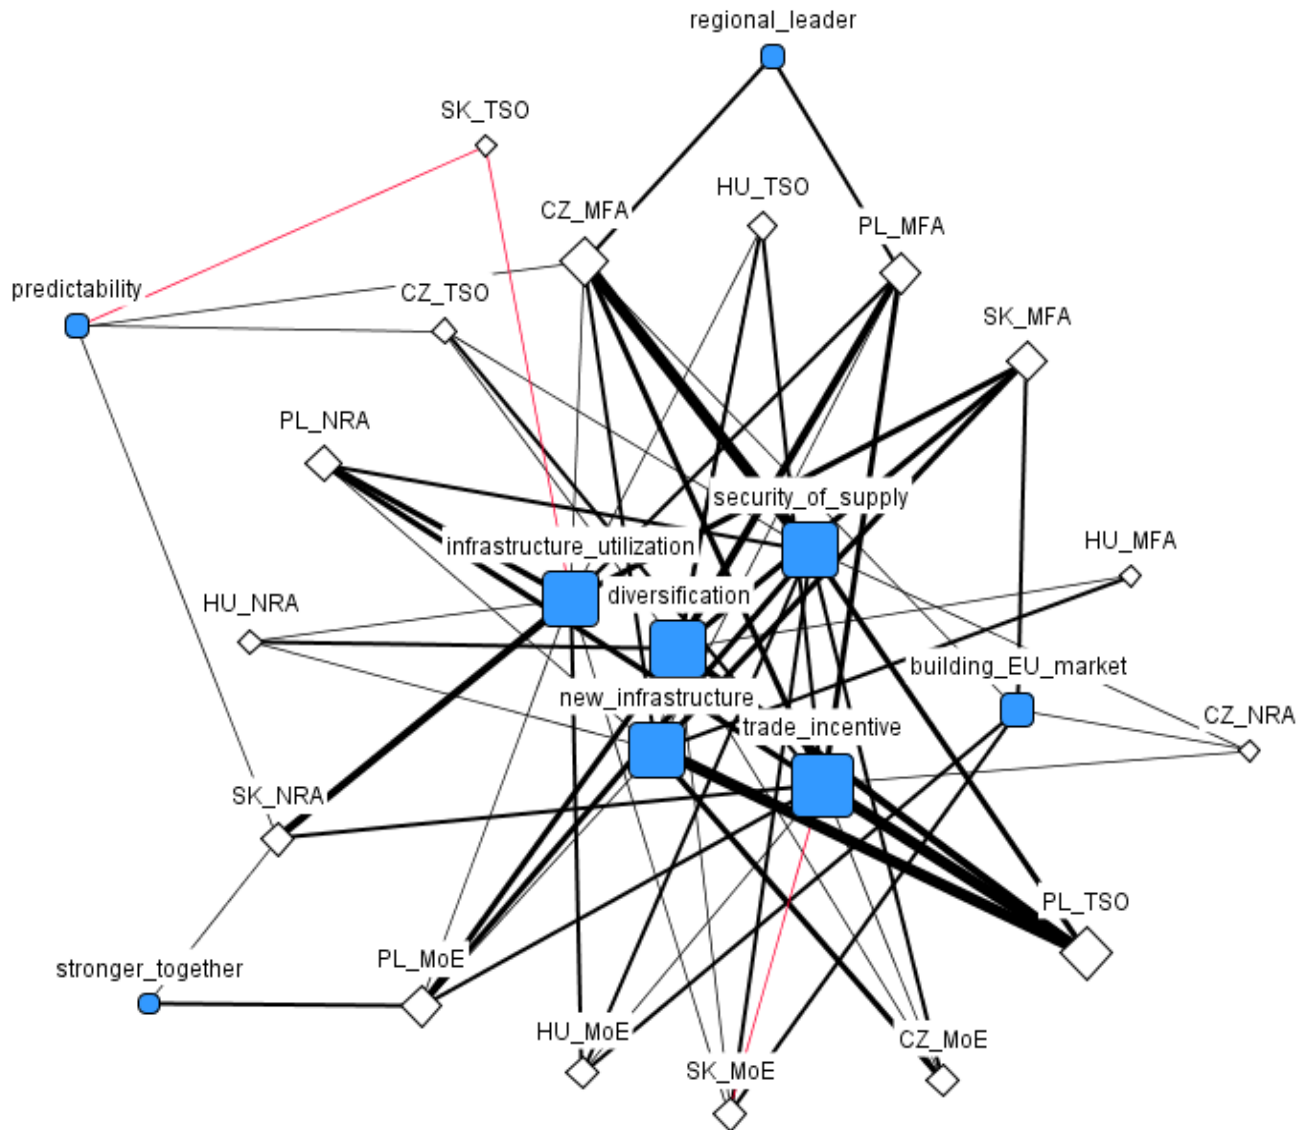 regional_leader
SK_TSO
HU_TSO
CZ_MFA
PL_MFA
predictability
CZ_TSO
SK_MFA
PL_NRA
security_of_supply
infrastructure_utilization
HU_MFA
diversification
HU_NRA
building_EU_market
new_infrastructure
CZ_NRA
trade_incentive
SK_NRA
PL_TSO
PL_MoE
stronger_together
HU_MoE
CZ_MoE
SK_MoE